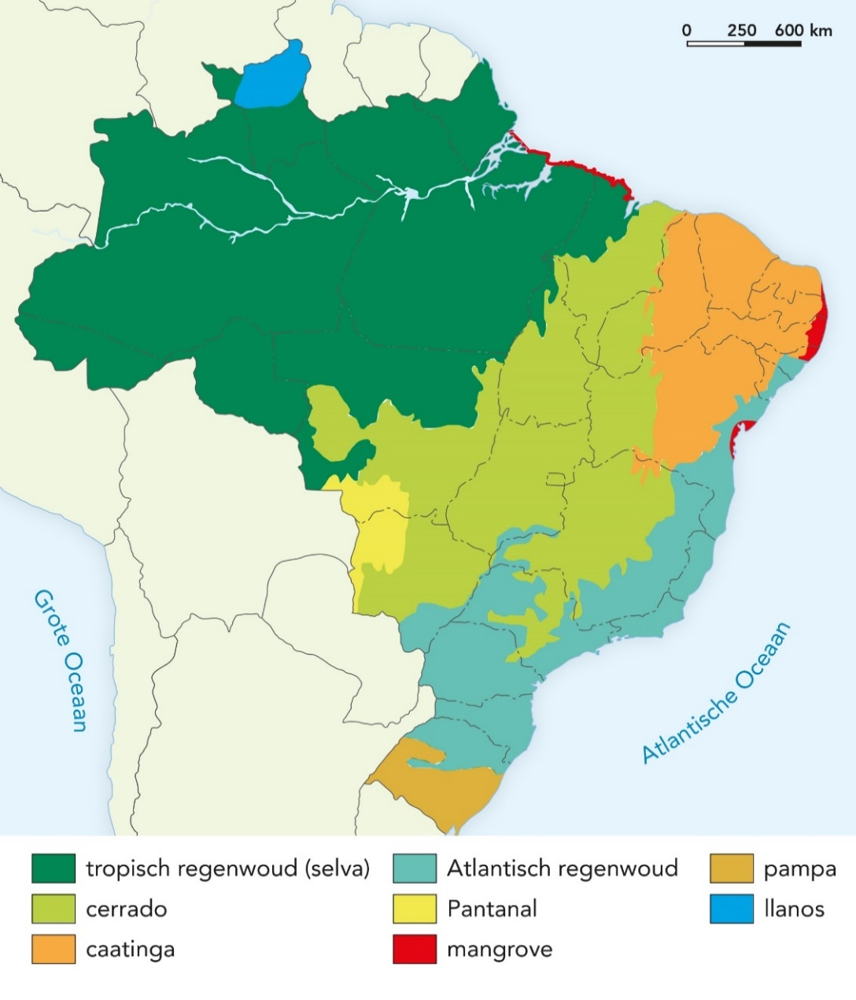 0 250 600 km
Grote Oceaan
Atlantische Oceaan
tropisch regenwoud (selva)
cerrado
caatinga
Atlantisch regenwoud
Pantanal
mangrove
pampa
llanos